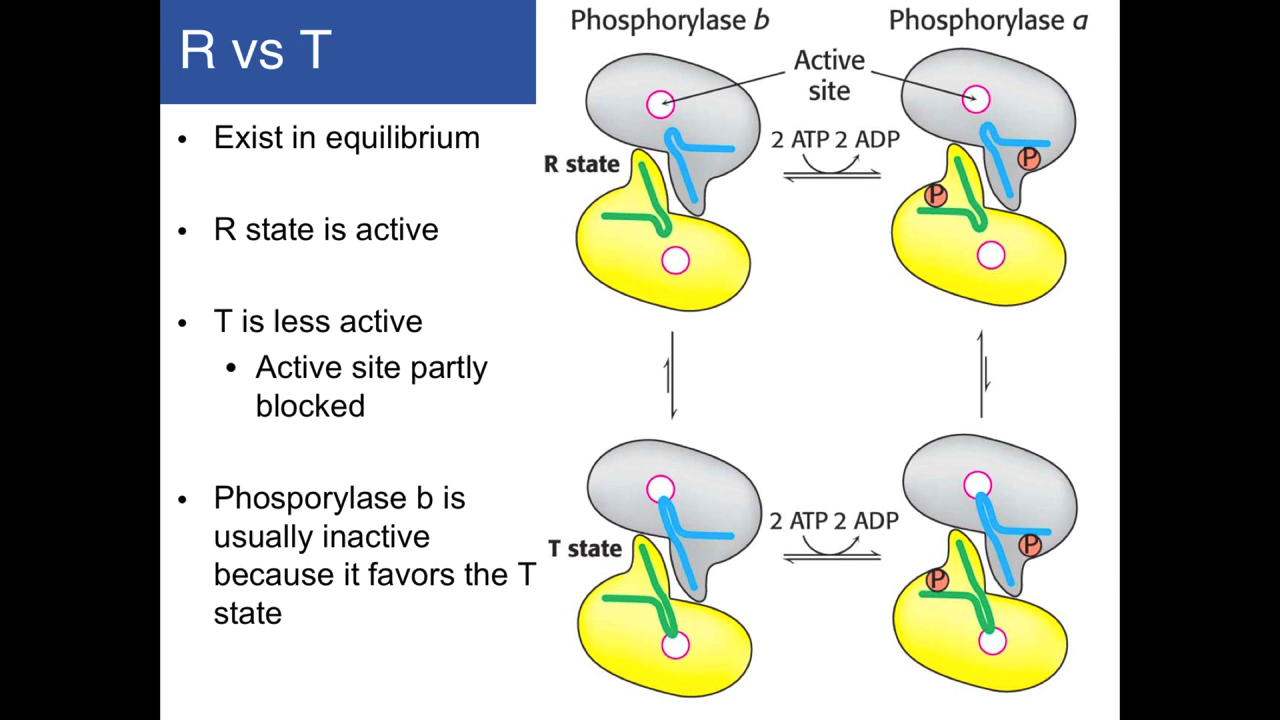 R vs T
• Exist in equilibrium
• R state is active
• T is less active
• Active site partly
blocked
• Phosporylase b is
usually inactive
because it favors the T
state
Phosphorylase b
Phosphorylase a
Active
site
R state
2 ATP 2 ADP
P
P
T state
2 ATP 2 ADP
P
P